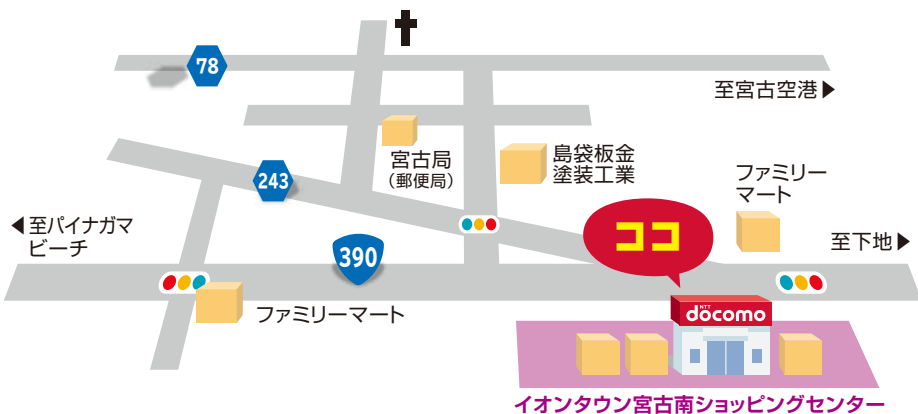 78
至宮古空港▶
宮古局
（郵便局）
島袋板金
塗装工業
ファミリー
マート
243
◀至パイナガマ
ビーチ
ココ
至下地▶
390
ファミリーマート
NTT
docomo
イオンタウン宮古南ショッピングセンター